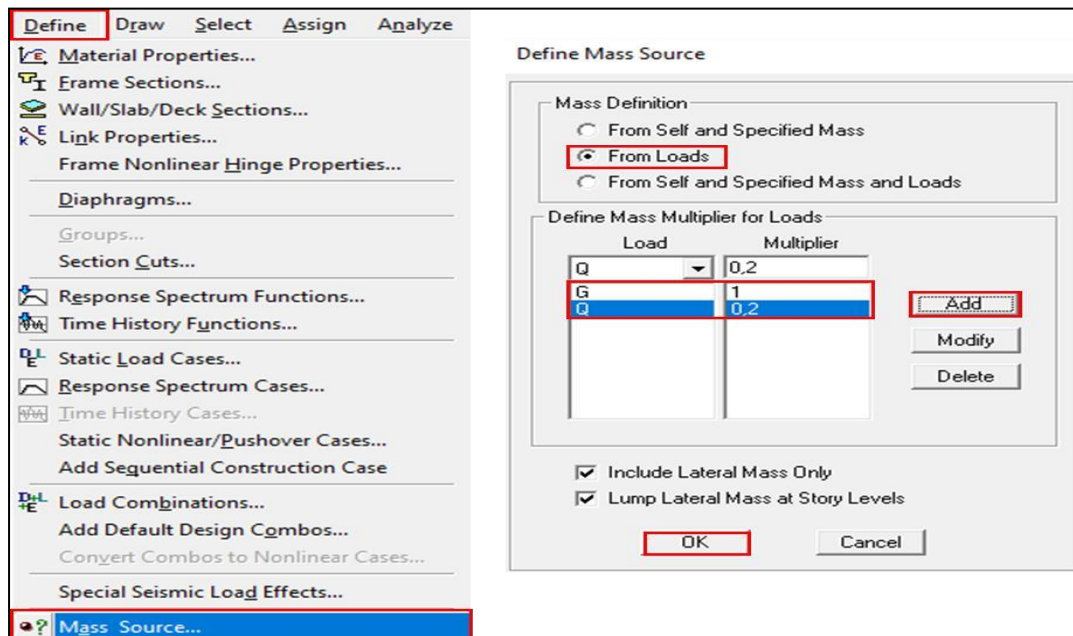 Define Draw Select Assign Analyze
Material Properties...
Frame Sections...
Wall/Slab/Deck Sections...
Link Properties...
Frame Nonlinear Hinge Properties...
Diaphragms...
Groups...
Section Cuts...
Response Spectrum Functions...
Time History Functions...
Static Load Cases...
Response Spectrum Cases...
Time History Cases...
Static Nonlinear/Pushover Cases...
Add Sequential Construction Case
Load Combinations...
Add Default Design Combos...
Convert Combos to Nonlinear Cases...
Special Seismic Load Effects...
Mass Source...
Define Mass Source
Mass Definition
From Self and Specified Mass
From Loads
From Self and Specified Mass and Loads
Define Mass Multiplier for Loads
Load Multiplier
Q 0,2
G 1
Q 0,2
Add
Modify
Delete
Include Lateral Mass Only
Lump Lateral Mass at Story Levels
OK Cancel